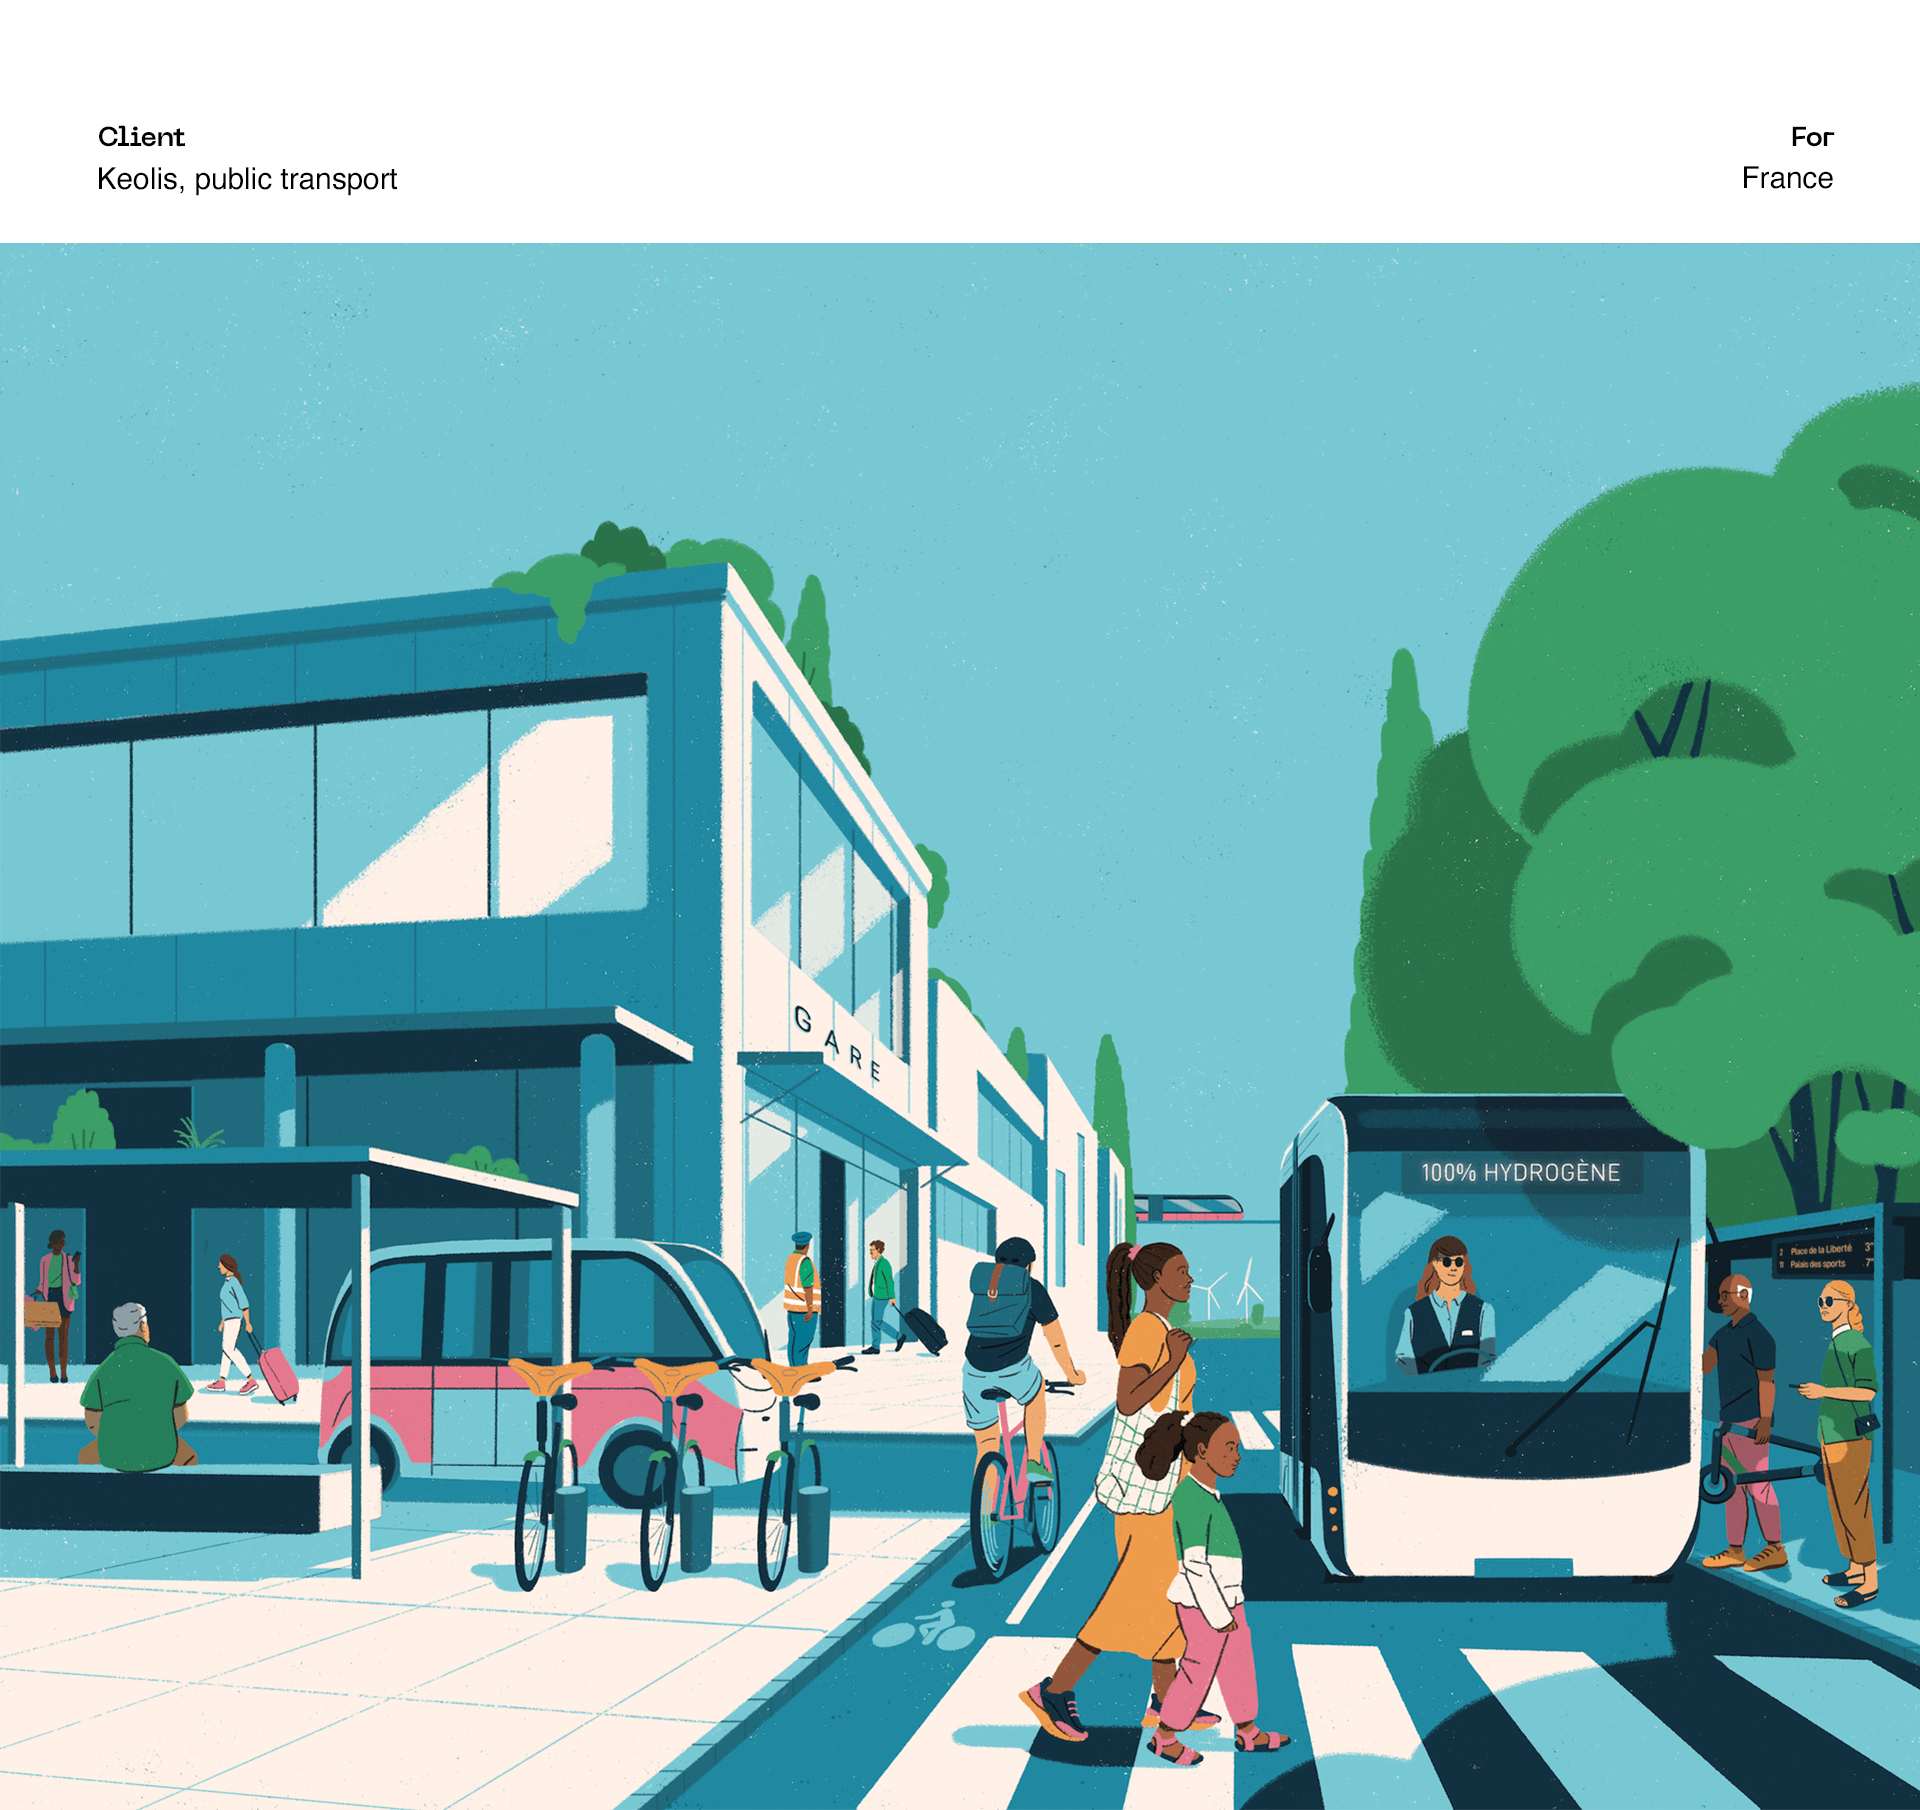 Client
Keolis, public transport
For
France
GARE
100% HYDROGÈNE
2 Place de la Liberté 3"
11 Palais des sports 7"